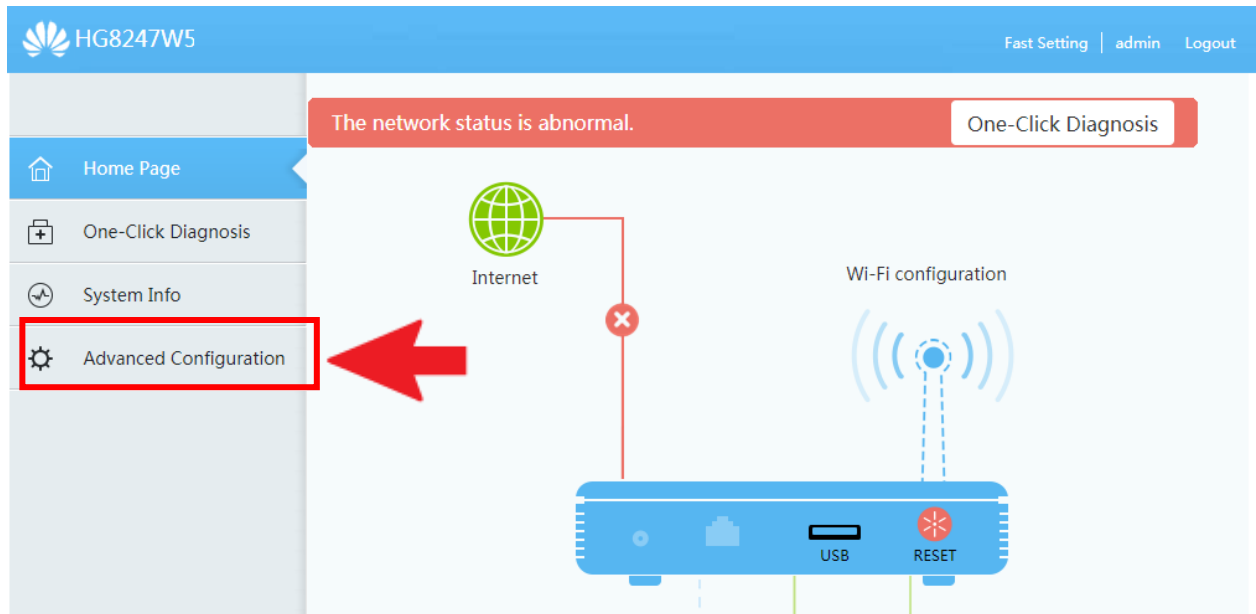 HG8247W5
Fast Setting | admin Logout
The network status is abnormal.
One-Click Diagnosis
Home Page
One-Click Diagnosis
System Info
Advanced Configuration
Internet
Wi-Fi configuration
USB
RESET